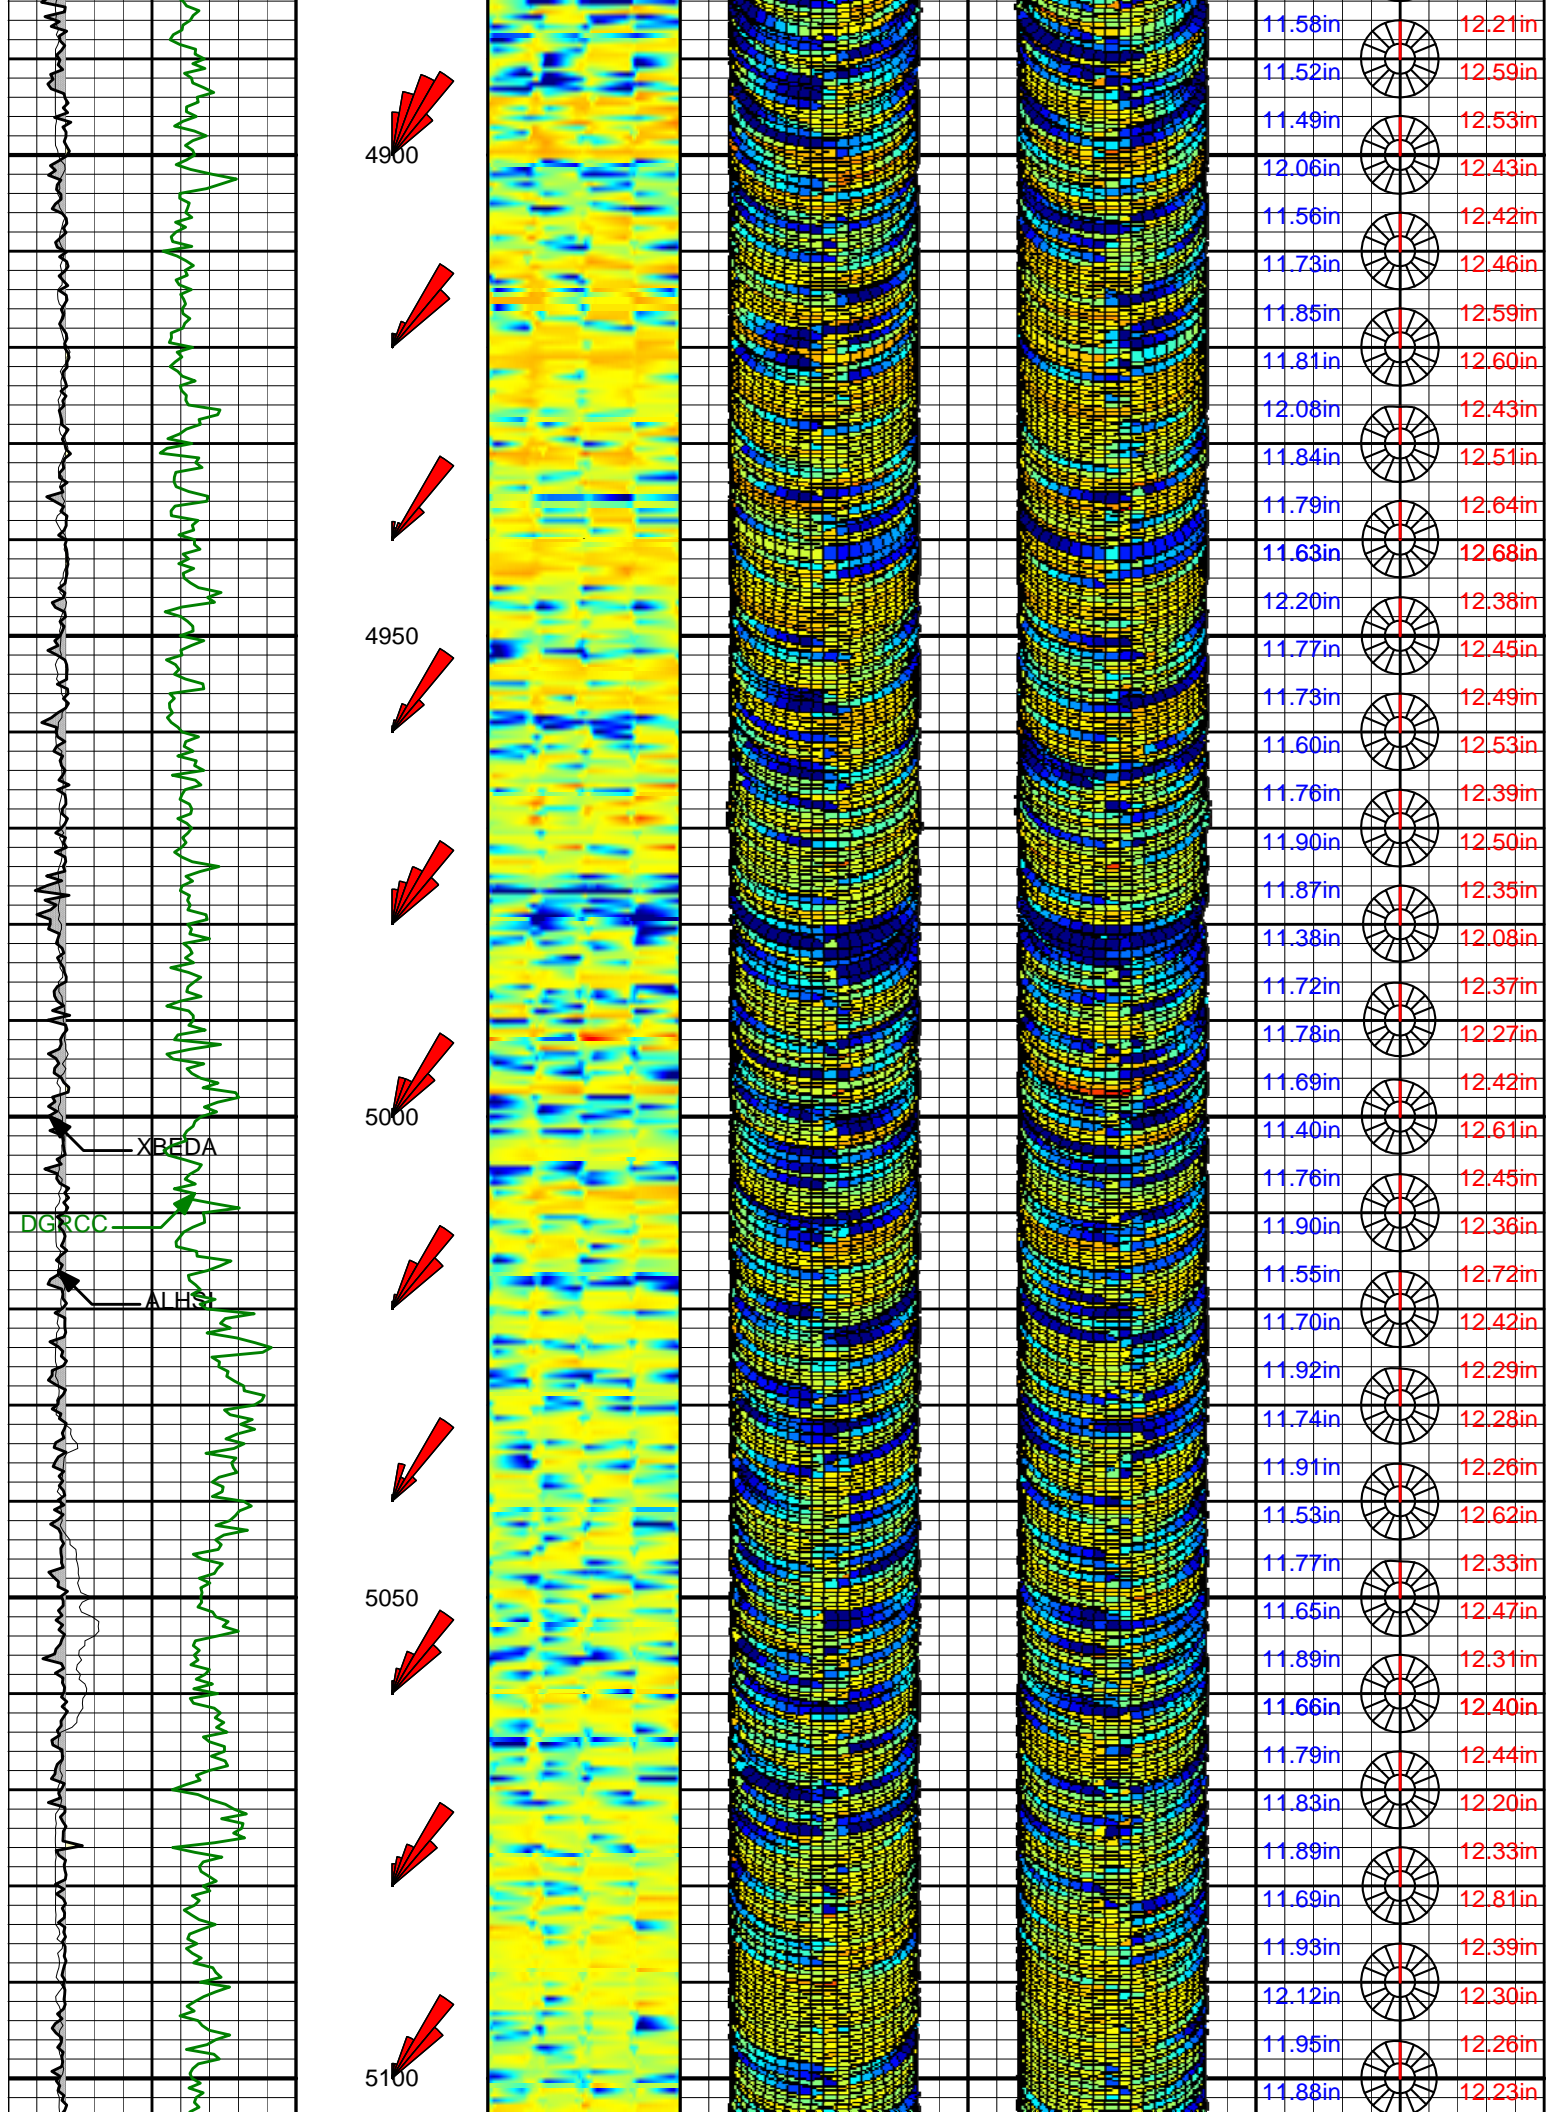 11.58in 12.21in
11.52in 12.59in
11.49in 12.53in
4900
12.06in 12.43in
11.56in 12.42in
11.73in 12.46in
11.85in 12.59in
11.81in 12.60in
12.08in 12.43in
11.84in 12.51in
11.79in 12.64in
11.63in 12.68in
12.20in 12.38in
4950
11.77in 12.45in
11.73in 12.49in
11.60in 12.53in
11.76in 12.39in
11.90in 12.50in
11.87in 12.35in
11.38in 12.08in
11.72in 12.37in
11.78in 12.27in
11.69in 12.42in
5000
11.40in 12.61in
XBEDA
11.76in 12.45in
DGRCC
11.90in 12.36in
11.55in 12.72in
ALHSI
11.70in 12.42in
11.92in 12.29in
11.74in 12.28in
11.91in 12.26in
11.53in 12.62in
11.77in 12.33in
5050
11.65in 12.47in
11.89in 12.31in
11.66in 12.40in
11.79in 12.44in
11.83in 12.20in
11.89in 12.33in
11.69in 12.81in
11.93in 12.39in
12.12in 12.30in
11.95in 12.26in
5100
11.88in 12.23in